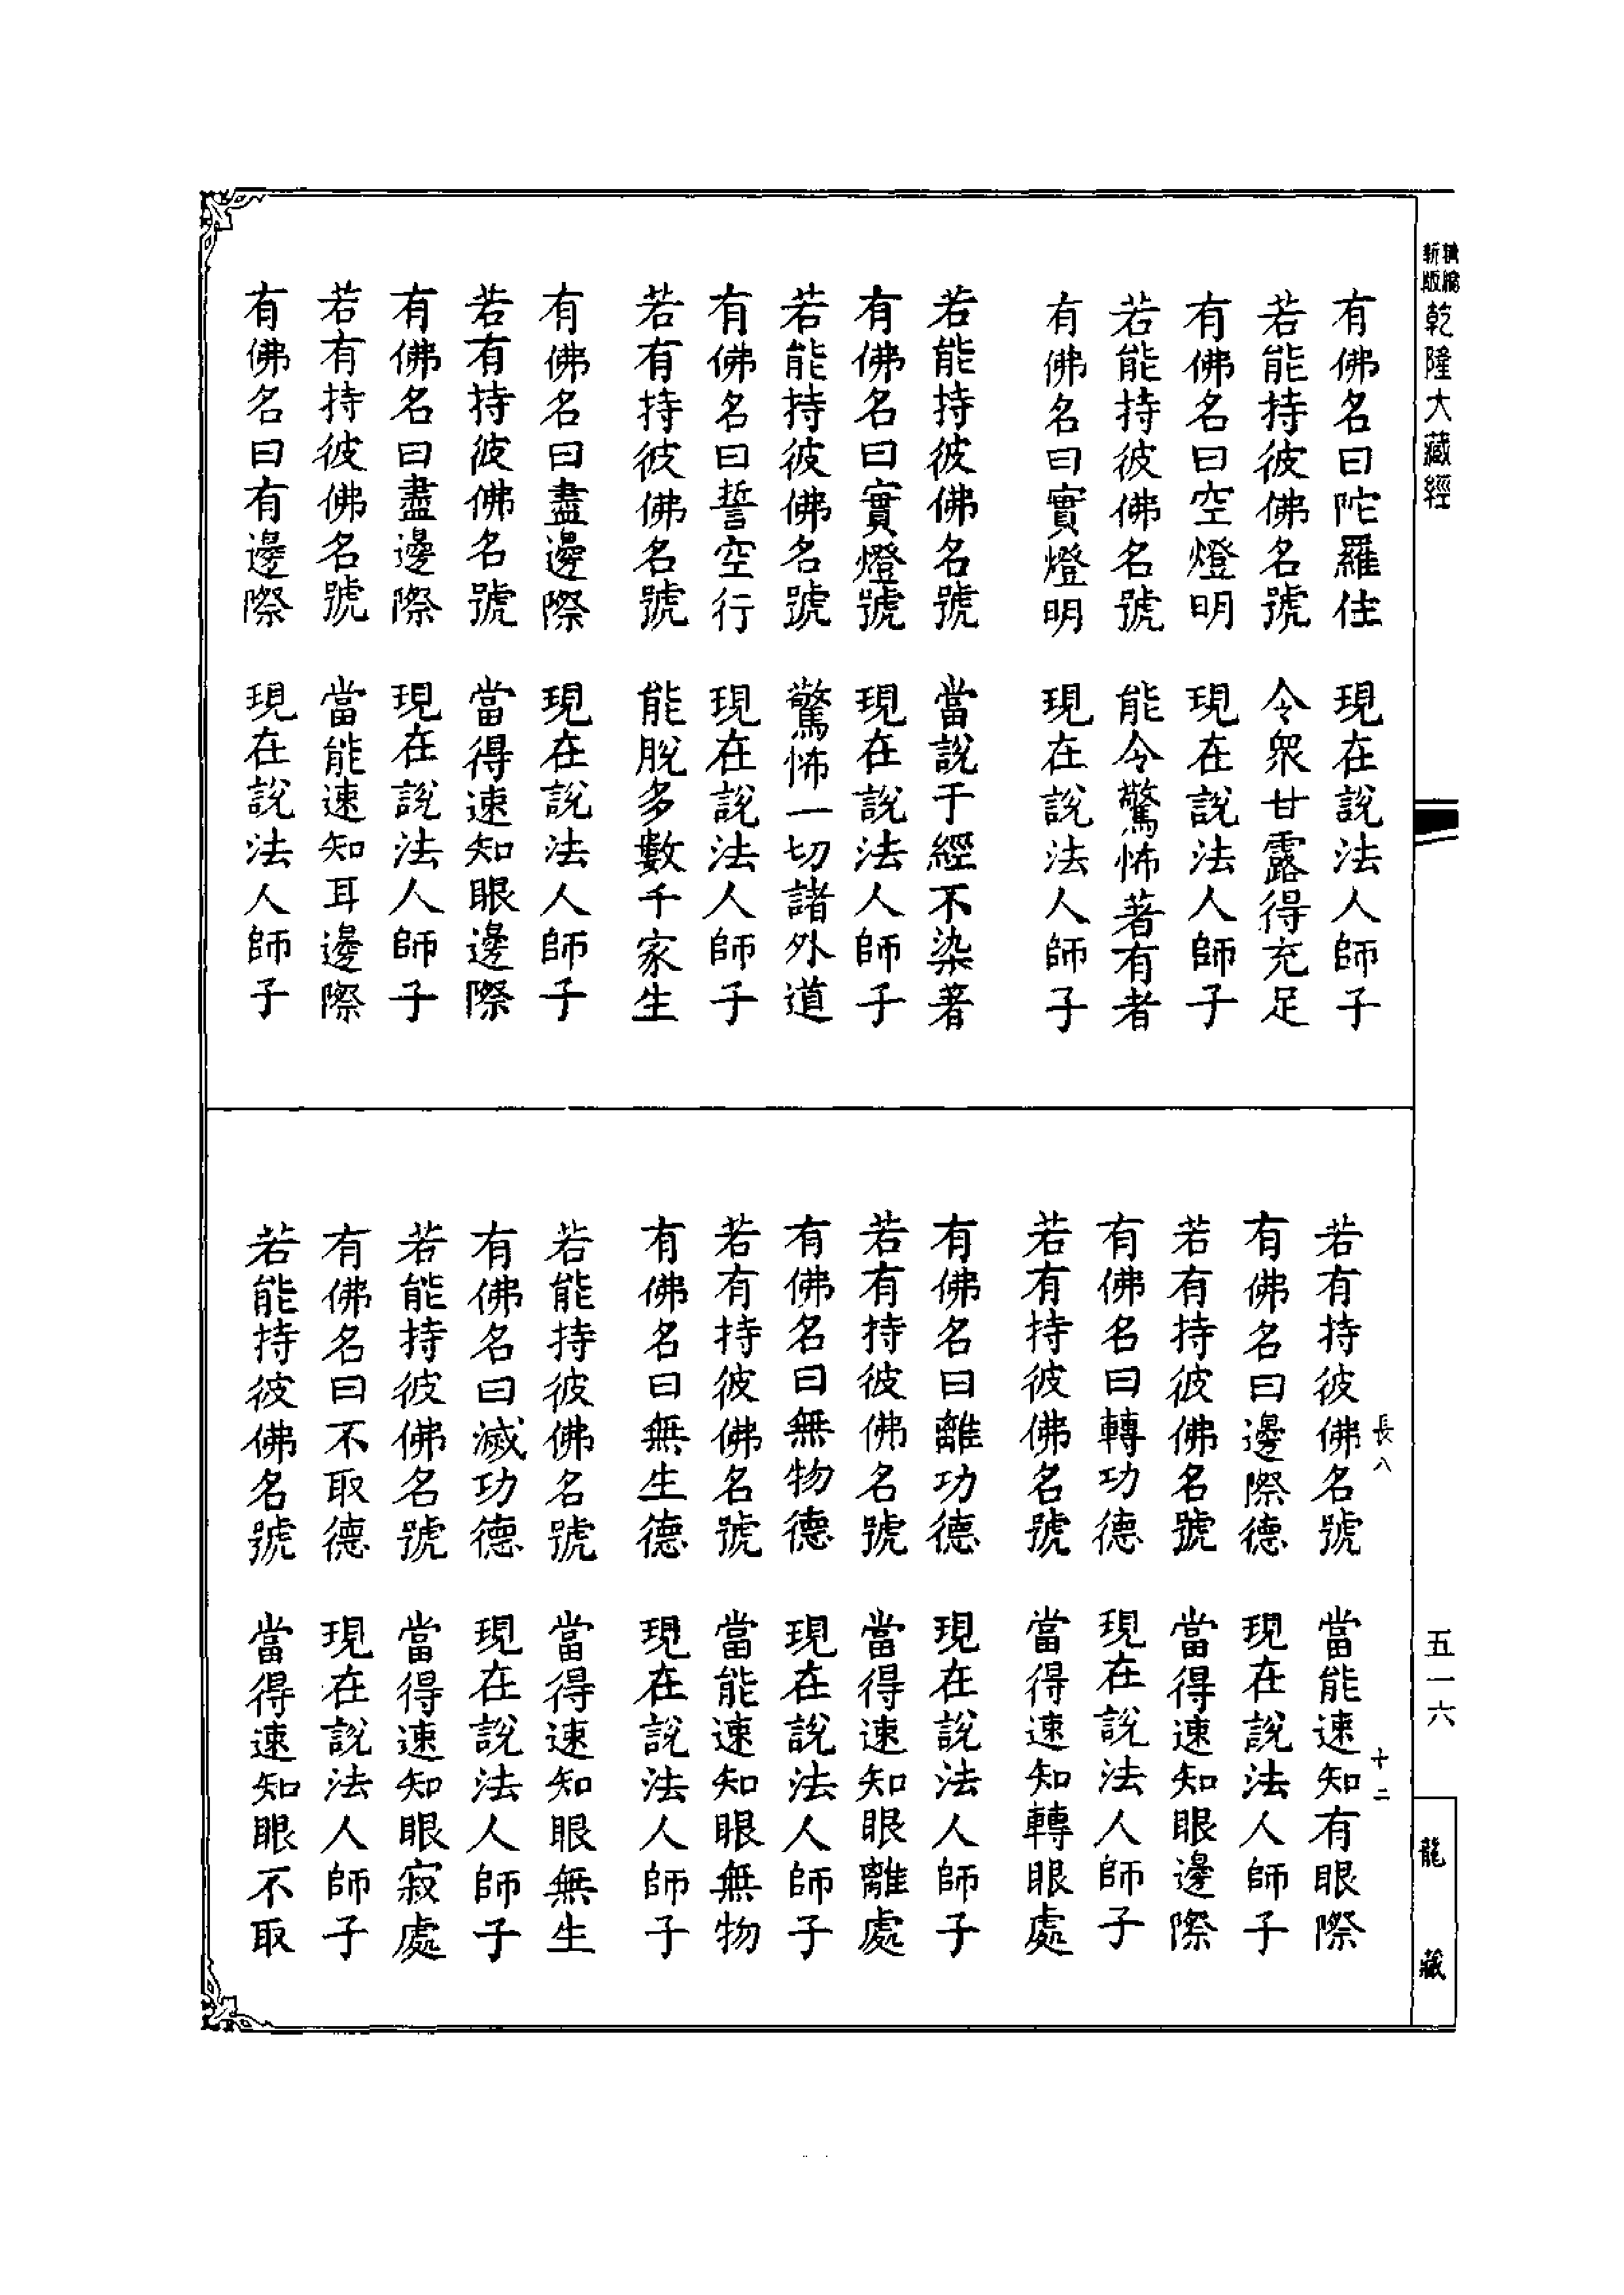 新版
輯編
乾隆大藏經
有佛名曰陀羅住　現在說法人師子
若能持彼佛名號　令眾甘露得充足
有佛名曰空燈明　現在說法人師子
若能持彼佛名號　能令驚怖著有者
有佛名曰實燈明　現在說法人師子
若能持彼佛名號　當說千經不染著
有佛名曰實燈號　現在說法人師子
若能持彼佛名號　驚怖一切諸外道
有佛名曰誓空行　現在說法人師子
若有持彼佛名號　能脫多數千家生
有佛名曰盡邊際　現在說法人師子
若有持彼佛名號　當得速知眼邊際
有佛名曰盡邊際　現在說法人師子
若有持彼佛名號　當能速知耳邊際
有佛名曰有邊際　現在說法人師子
長八
十二
若有持彼佛名號　當能速知有眼際
有佛名曰邊際德　現在說法人師子
若有持彼佛名號　當得速知眼邊際
有佛名曰轉功德　現在說法人師子
若有持彼佛名號　當得速知轉眼處
有佛名曰離功德　現在說法人師子
若有持彼佛名號　當得速知眼離處
有佛名曰無物德　現在說法人師子
若有持彼佛名號　當能速知眼無物
有佛名曰無生德　現在說法人師子
若能持彼佛名號　當得速知眼無生
有佛名曰滅功德　現在說法人師子
若能持彼佛名號　當得速知眼寂處
有佛名曰不取德　現在說法人師子
若能持彼佛名號　當得速知眼不取
五一六
龍藏